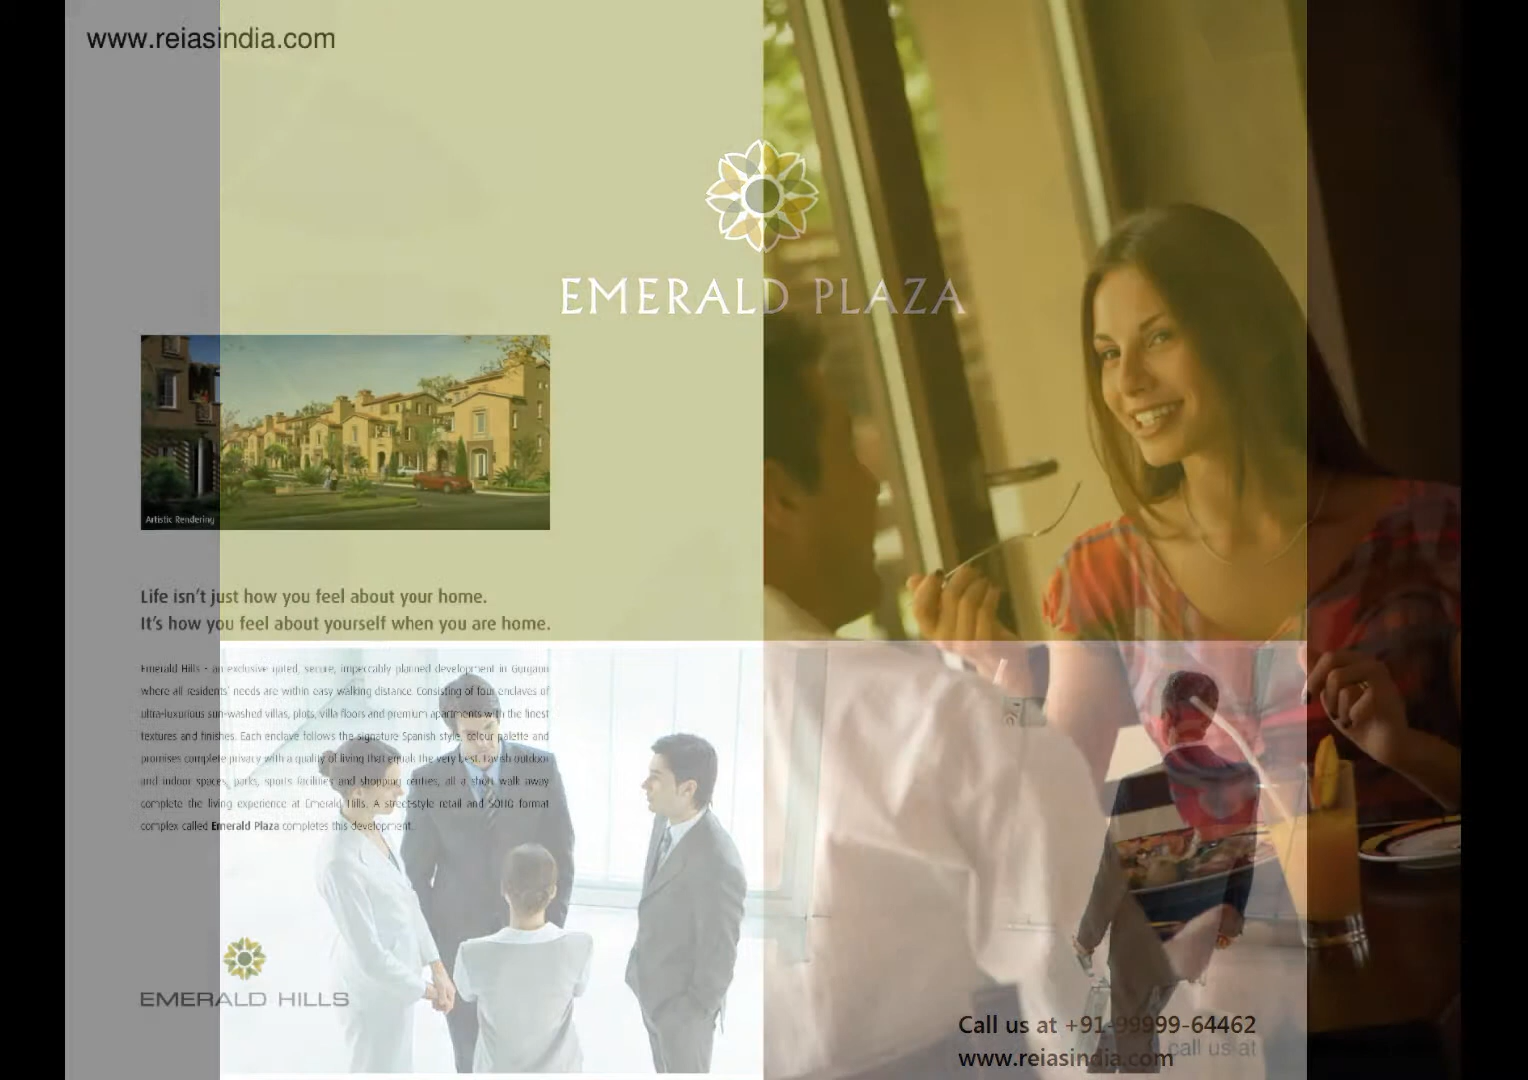 www.reiasindia.com
EMERALD PLAZA
Artistic Rendering
Life isn't just how you feel about your home.
It's how you feel about yourself when you are home.
Emerald Hills - an exclusive gated, secure, impeccably planned development in Gurgaon
where all residents' needs are within easy walking distance. Consisting of four enclaves of
ultra-luxurious sun-washed villas, plots, villa floors and premium apartments with the finest
textures and finishes. Each enclave follows the signature Spanish style, colour palette and
promises complete privacy with a quality of living that equals the very best. Lavish outdoor
and indoor spaces, parks, sports facilities and shopping centres, all a short walk away
complete the living experience at Emerald Hills. A street-style retail and SOHO format
complex called Emerald Plaza completes this development.
EMERALD HILLS
Call us at +91-99999-64462
call us at
www.reiasindia.com